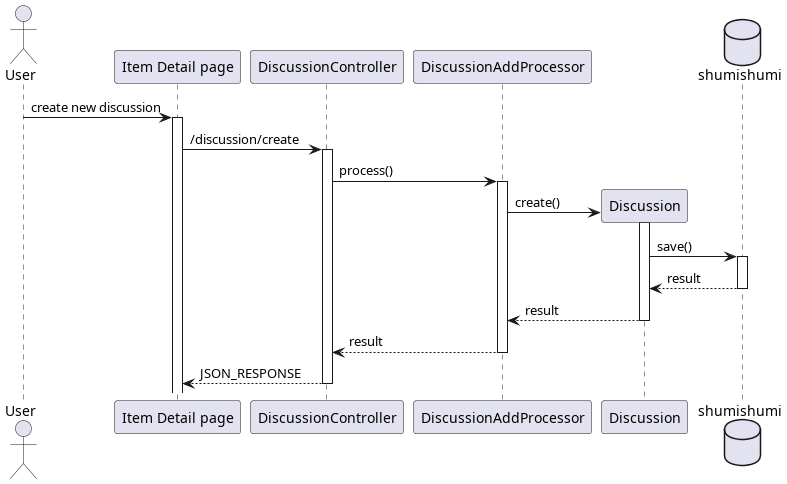 User
Item Detail page
DiscussionController
DiscussionAddProcessor
shumishumi
create new discussion
/discussion/create
process()
create()
Discussion
save()
result
result
result
JSON_RESPONSE
User
Item Detail page
DiscussionController
DiscussionAddProcessor
Discussion
shumishumi